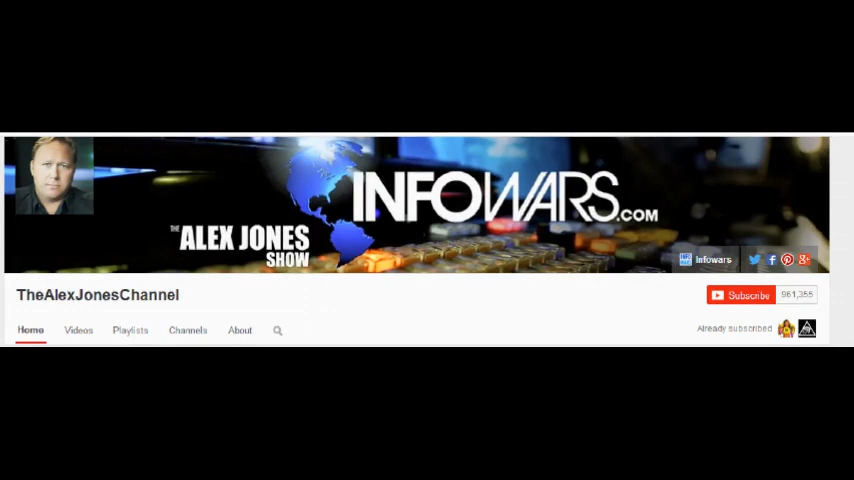 INFOWARS.COM
THE
ALEX JONES
SHOW
Infowars
TheAlexJonesChannel
Subscribe 961,355
Home Videos Playlists Channels About
Already subscribed